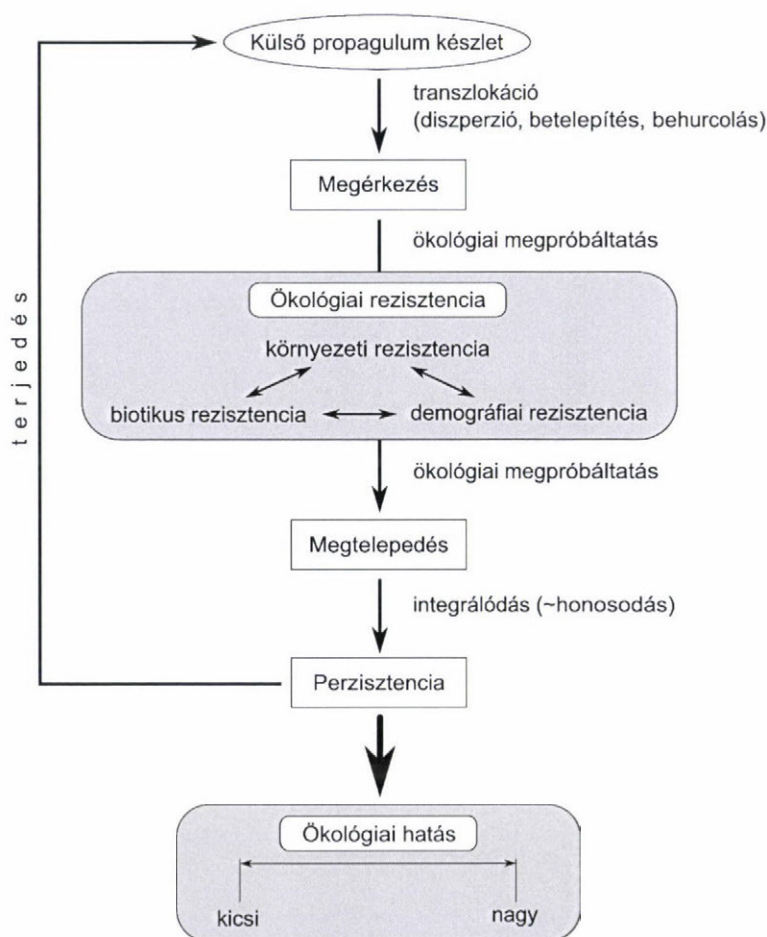 Külső propagulum készlet
transzlokáció
(diszperzió, betelepítés, behurcolás)
Megérkezés
ökológiai megpróbáltatás
Ökológiai rezisztencia
környezeti rezisztencia
biotikus rezisztencia
demográfiai rezisztencia
ökológiai megpróbáltatás
Megtelepedés
integrálódás (~honosodás)
Perzisztencia
terjedés
Ökológiai hatás
kicsi
nagy